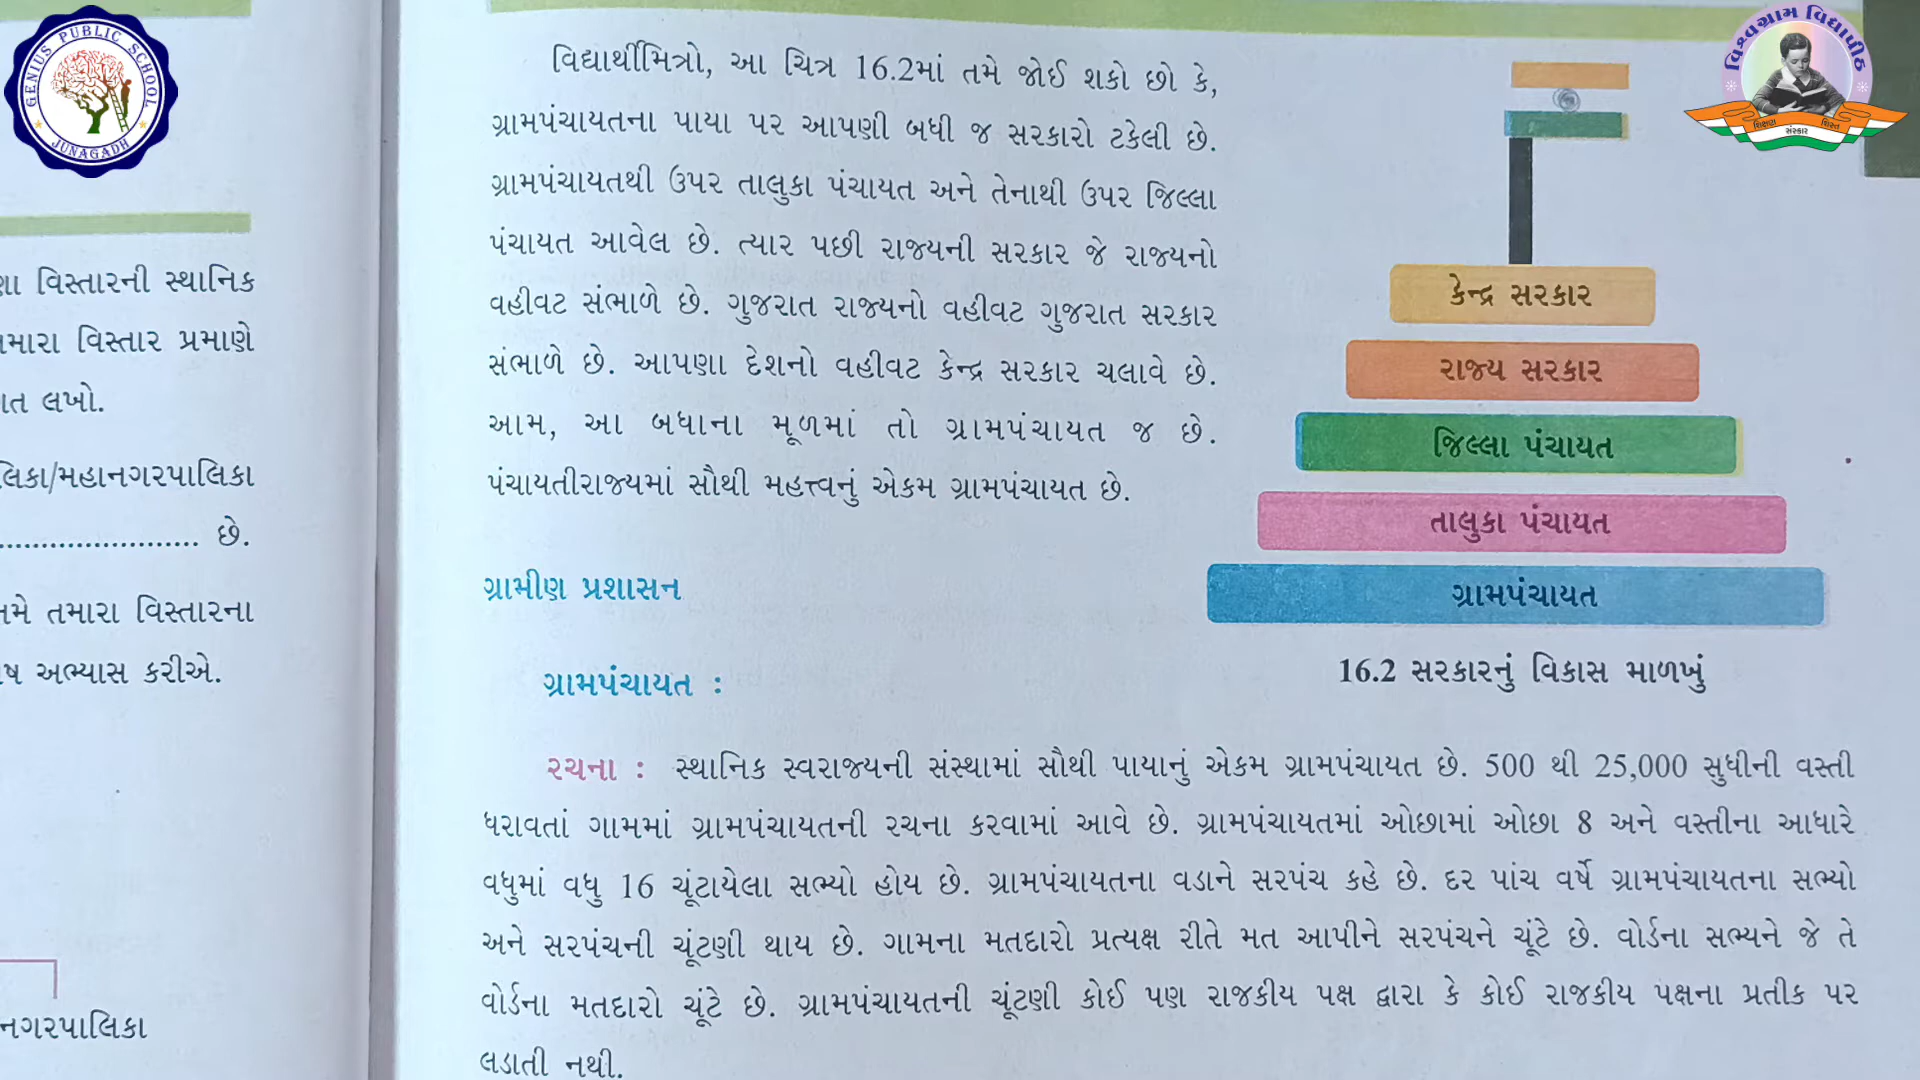 GENIUS PUBLIC SCHOOL
JUNAGADH
વિશ્વગ્રામ વિદ્યાપીઠ
શિક્ષણ સંસ્કાર શિસ્ત
વિસ્તારની સ્થાનિક
વિસ્તાર પ્રમાણે
લખો.
/મહાનગરપાલિકા
........................ છે.
તમારા વિસ્તારના
અભ્યાસ કરીએ.
નગરપાલિકા
વિદ્યાર્થીમિત્રો, આ ચિત્ર 16.2માં તમે જોઈ શકો છો કે,
ગ્રામપંચાયતના પાયા પર આપણી બધી જ સરકારો ટકેલી છે.
ગ્રામપંચાયતથી ઉપર તાલુકા પંચાયત અને તેનાથી ઉપર જિલ્લા
પંચાયત આવેલ છે. ત્યાર પછી રાજ્યની સરકાર જે રાજ્યનો
વહીવટ સંભાળે છે. ગુજરાત રાજ્યનો વહીવટ ગુજરાત સરકાર
સંભાળે છે. આપણા દેશનો વહીવટ કેન્દ્ર સરકાર ચલાવે છે.
આમ, આ બધાના મૂળમાં તો ગ્રામપંચાયત જ છે.
પંચાયતીરાજ્યમાં સૌથી મહત્ત્વનું એકમ ગ્રામપંચાયત છે.
કેન્દ્ર સરકાર
રાજ્ય સરકાર
જિલ્લા પંચાયત
તાલુકા પંચાયત
ગ્રામપંચાયત
16.2 સરકારનું વિકાસ માળખું
ગ્રામીણ પ્રશાસન
ગ્રામપંચાયત :
રચના : સ્થાનિક સ્વરાજ્યની સંસ્થામાં સૌથી પાયાનું એકમ ગ્રામપંચાયત છે. 500 થી 25,000 સુધીની વસ્તી
ધરાવતાં ગામમાં ગ્રામપંચાયતની રચના કરવામાં આવે છે. ગ્રામપંચાયતમાં ઓછામાં ઓછા 8 અને વસ્તીના આધારે
વધુમાં વધુ 16 ચૂંટાયેલા સભ્યો હોય છે. ગ્રામપંચાયતના વડાને સરપંચ કહે છે. દર પાંચ વર્ષે ગ્રામપંચાયતના સભ્યો
અને સરપંચની ચૂંટણી થાય છે. ગામના મતદારો પ્રત્યક્ષ રીતે મત આપીને સરપંચને ચૂંટે છે. વોર્ડના સભ્યને જે તે
વોર્ડના મતદારો ચૂંટે છે. ગ્રામપંચાયતની ચૂંટણી કોઈ પણ રાજકીય પક્ષ દ્વારા કે કોઈ રાજકીય પક્ષના પ્રતીક પર
લડાતી નથી.